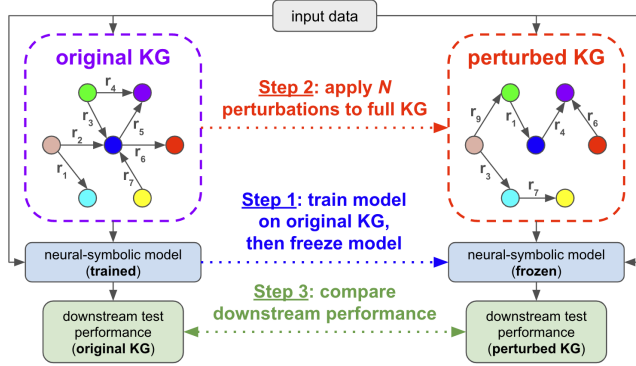 input data
original KG
r4
r3
r5
r2
r6
r1
r7
Step 2: apply N
perturbations to full KG
perturbed KG
r9
r1
r4
r6
r3
r7
Step 1: train model
on original KG,
then freeze model
neural-symbolic model
(trained)
neural-symbolic model
(frozen)
Step 3: compare
downstream performance
downstream test
performance
(original KG)
downstream test
performance
(perturbed KG)